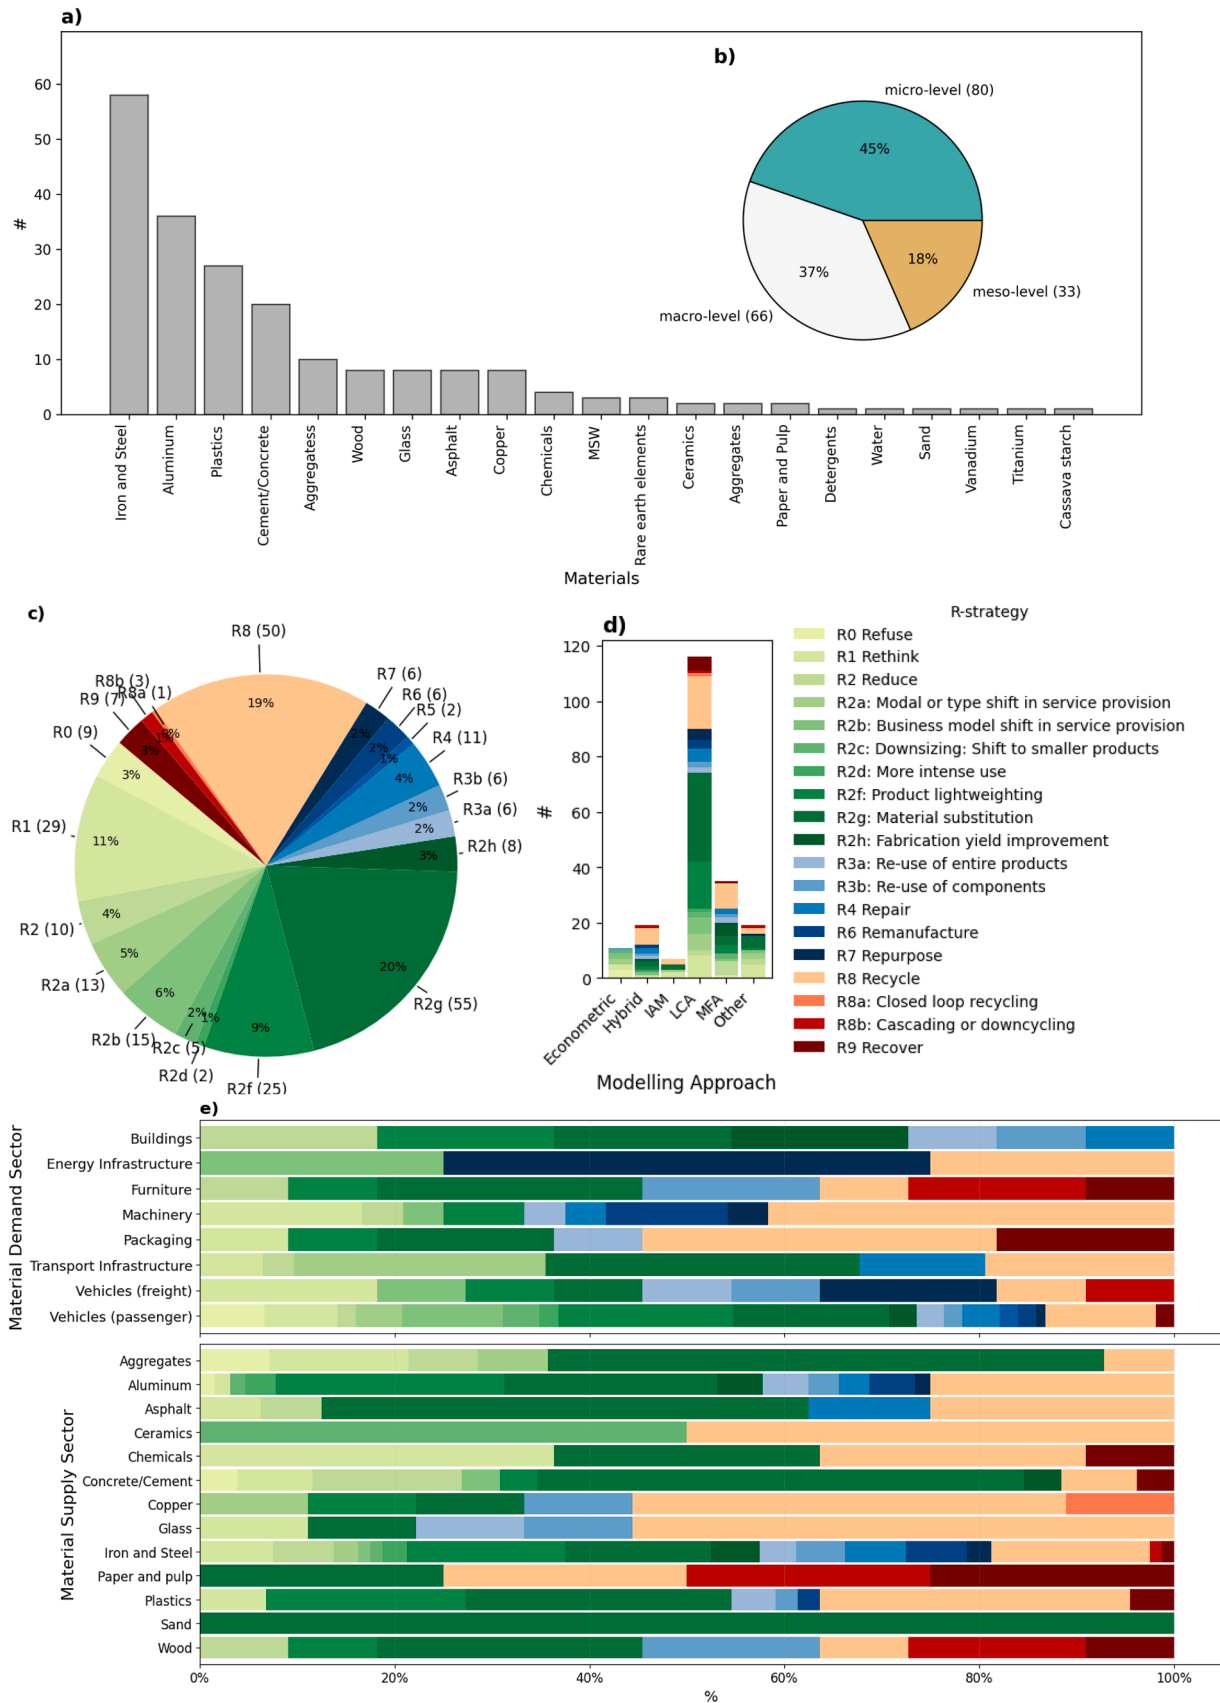 a)
60
50
40
30
20
10
0
#
Iron and Steel
Aluminum
Plastics
Cement/Concrete
Aggregatess
Wood
Glass
Asphalt
Copper
Chemicals
MSW
Rare earth elements
Ceramics
Aggregates
Paper and Pulp
Detergents
Water
Sand
Vanadium
Titanium
Cassava starch
Materials
b)
micro-level (80)
45%
37%
18%
macro-level (66)
meso-level (33)
c)
R8 (50)
R7 (6)
R6 (6)
R5 (2)
R4 (11)
R3b (6)
R3a (6)
R2h (8)
R2g (55)
R2f (25)
R2d (2)
R2c (5)
R2b (15)
R2a (13)
R2 (10)
R1 (29)
R0 (9)
R9 (7)
R8b (3)
R8a (1)
19%
2%
2%
1%
4%
2%
2%
3%
20%
9%
1%
2%
6%
5%
4%
11%
3%
3%
1%
0%
d)
120
100
80
60
40
20
0
#
Econometric
Hybrid
IAM
LCA
MFA
Other
Modelling Approach
R-strategy
R0 Refuse
R1 Rethink
R2 Reduce
R2a: Modal or type shift in service provision
R2b: Business model shift in service provision
R2c: Downsizing: Shift to smaller products
R2d: More intense use
R2f: Product lightweighting
R2g: Material substitution
R2h: Fabrication yield improvement
R3a: Re-use of entire products
R3b: Re-use of components
R4 Repair
R6 Remanufacture
R7 Repurpose
R8 Recycle
R8a: Closed loop recycling
R8b: Cascading or downcycling
R9 Recover
e)
Material Demand Sector
Buildings
Energy Infrastructure
Furniture
Machinery
Packaging
Transport Infrastructure
Vehicles (freight)
Vehicles (passenger)
Material Supply Sector
Aggregates
Aluminum
Asphalt
Ceramics
Chemicals
Concrete/Cement
Copper
Glass
Iron and Steel
Paper and pulp
Plastics
Sand
Wood
0%
20%
40%
60%
80%
100%
%